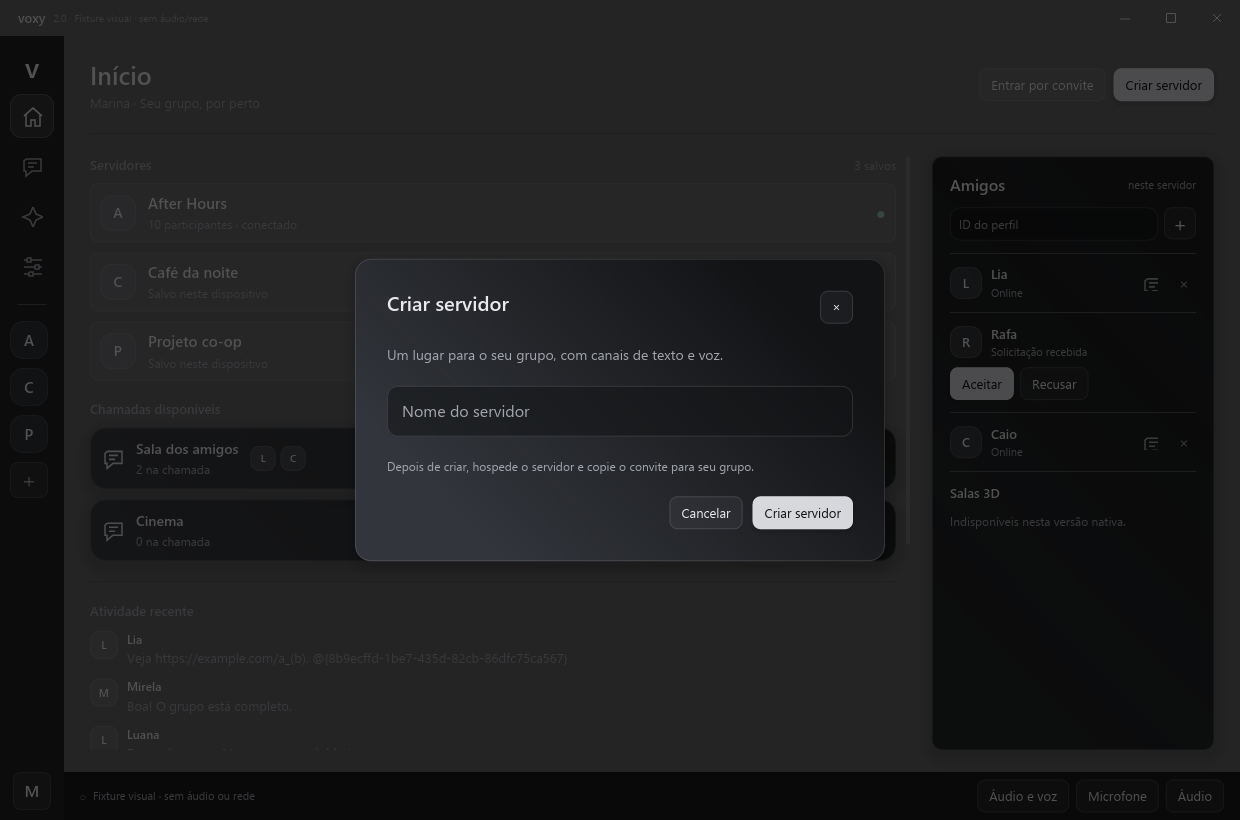 voxy 2.0 Fixture visual · sem áudio/rede
V
Início
Marina · Seu grupo, por perto
Entrar por convite
Criar servidor
Servidores
3 salvos
A
After Hours
10 participantes · conectado
C
Café da noite
Salvo neste dispositivo
P
Projeto co-op
Salvo neste dispositivo
Chamadas disponíveis
Sala dos amigos
2 na chamada
L
C
Cinema
0 na chamada
Atividade recente
L
Lia
Veja https://example.com/a_(b). @{8b9ecffd-1be7-435d-82cb-86dfc75ca567}
M
Mirela
Boa! O grupo está completo.
L
Luana
A
C
P
+
M
Criar servidor
×
Um lugar para o seu grupo, com canais de texto e voz.
Nome do servidor
Depois de criar, hospede o servidor e copie o convite para seu grupo.
Cancelar
Criar servidor
Amigos
neste servidor
ID do perfil
+
L
Lia
Online
×
R
Rafa
Solicitação recebida
Aceitar
Recusar
C
Caio
Online
×
Salas 3D
Indisponíveis nesta versão nativa.
Fixture visual · sem áudio ou rede
Áudio e voz
Microfone
Áudio